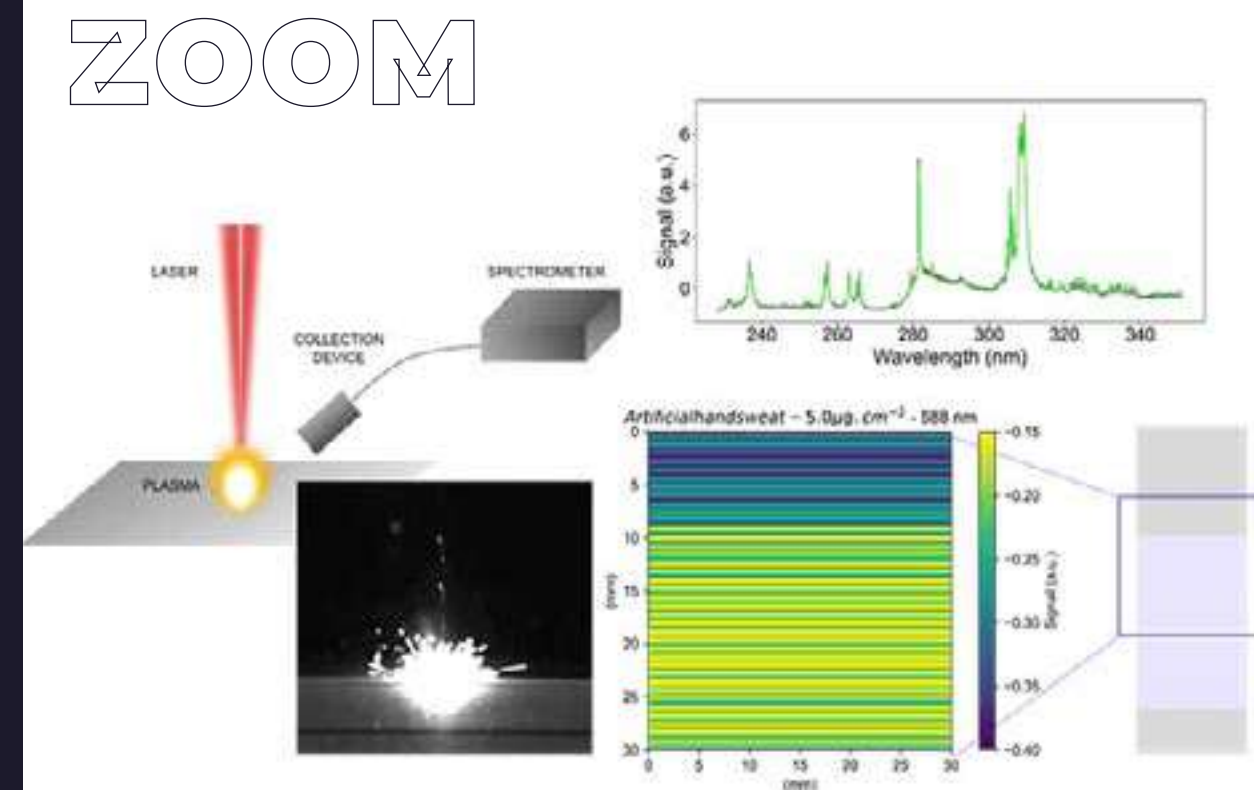 ZOOM
LASER
SPECTROMETER
COLLECTION
DEVICE
PLASMA
Signal (a.u.)
6
4
2
0
240 260 280 300 320 340
Wavelength (nm)
Artificialhandsweat – 5.0µg. cm⁻² - 588 nm
0
5
10
15
20
25
30
(mm)
0 5 10 15 20 25 30
(mm)
−0.15
−0.20
−0.25
−0.30
−0.35
−0.40
Signal (a.u.)